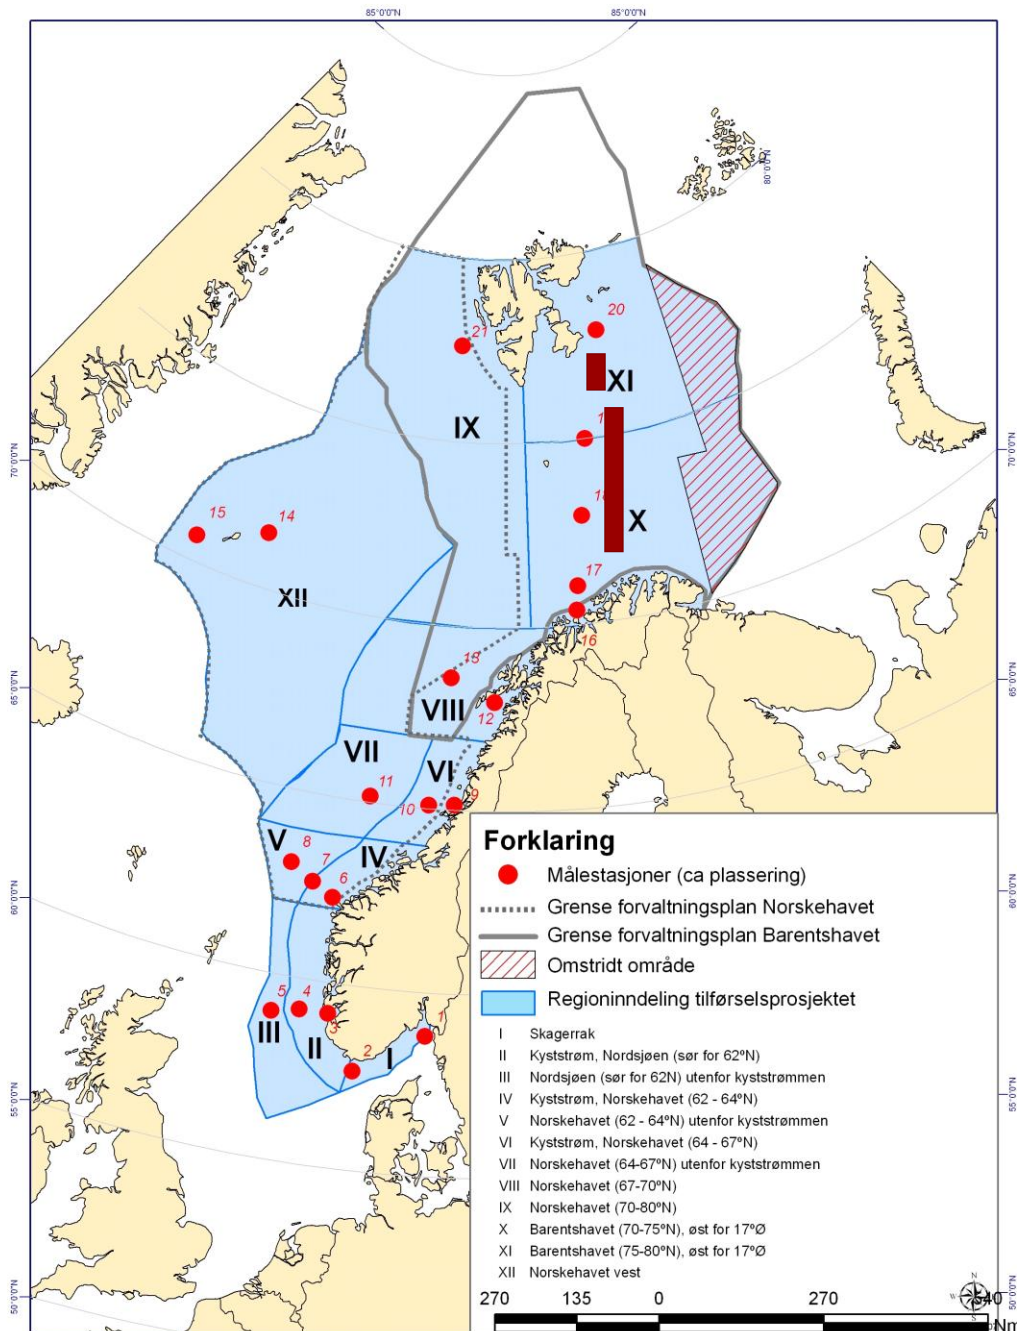 85°0'0"N 85°0'0"N
80°0'0"N
20
21
XI
IX
70°0'0"N 70°0'0"N
15 14
X
XII
17
16
13
VIII
12
65°0'0"N 65°0'0"N
VII
VI
11
10 9
V
8
IV
7
6
60°0'0"N 60°0'0"N
5 4
III
3
II
2
I
1
55°0'0"N 55°0'0"N
50°0'0"N 50°0'0"N
Forklaring
Målestasjoner (ca plassering)
Grense forvaltningsplan Norskehavet
Grense forvaltningsplan Barentshavet
Omstridt område
Regioninndeling tilførselsprosjektet
I Skagerrak
II Kyststrøm, Nordsjøen (sør for 62ºN)
III Nordsjøen (sør for 62N) utenfor kyststrømmen
IV Kyststrøm, Norskehavet (62 - 64ºN)
V Norskehavet (62 - 64ºN) utenfor kyststrømmen
VI Kyststrøm, Norskehavet (64 - 67ºN)
VII Norskehavet (64-67ºN) utenfor kyststrømmen
VIII Norskehavet (67-70ºN)
IX Norskehavet (70-80ºN)
X Barentshavet (70-75ºN), øst for 17ºØ
XI Barentshavet (75-80ºN), øst for 17ºØ
XII Norskehavet vest
N
270 135 0 270 540
Nm